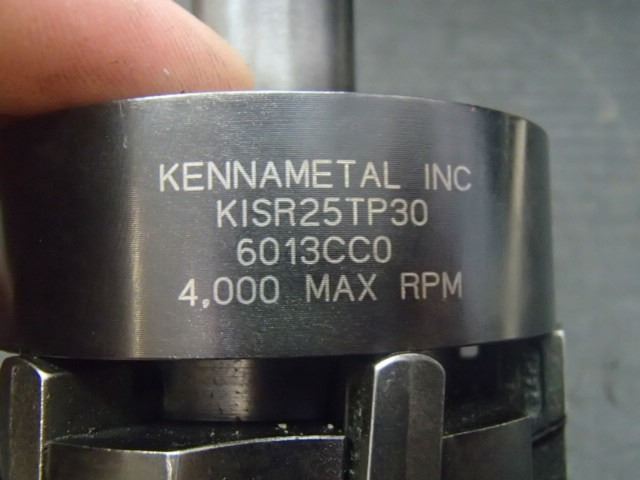 KENNAMETAL INC
KISR25TP30
6013CC0
4,000 MAX RPM